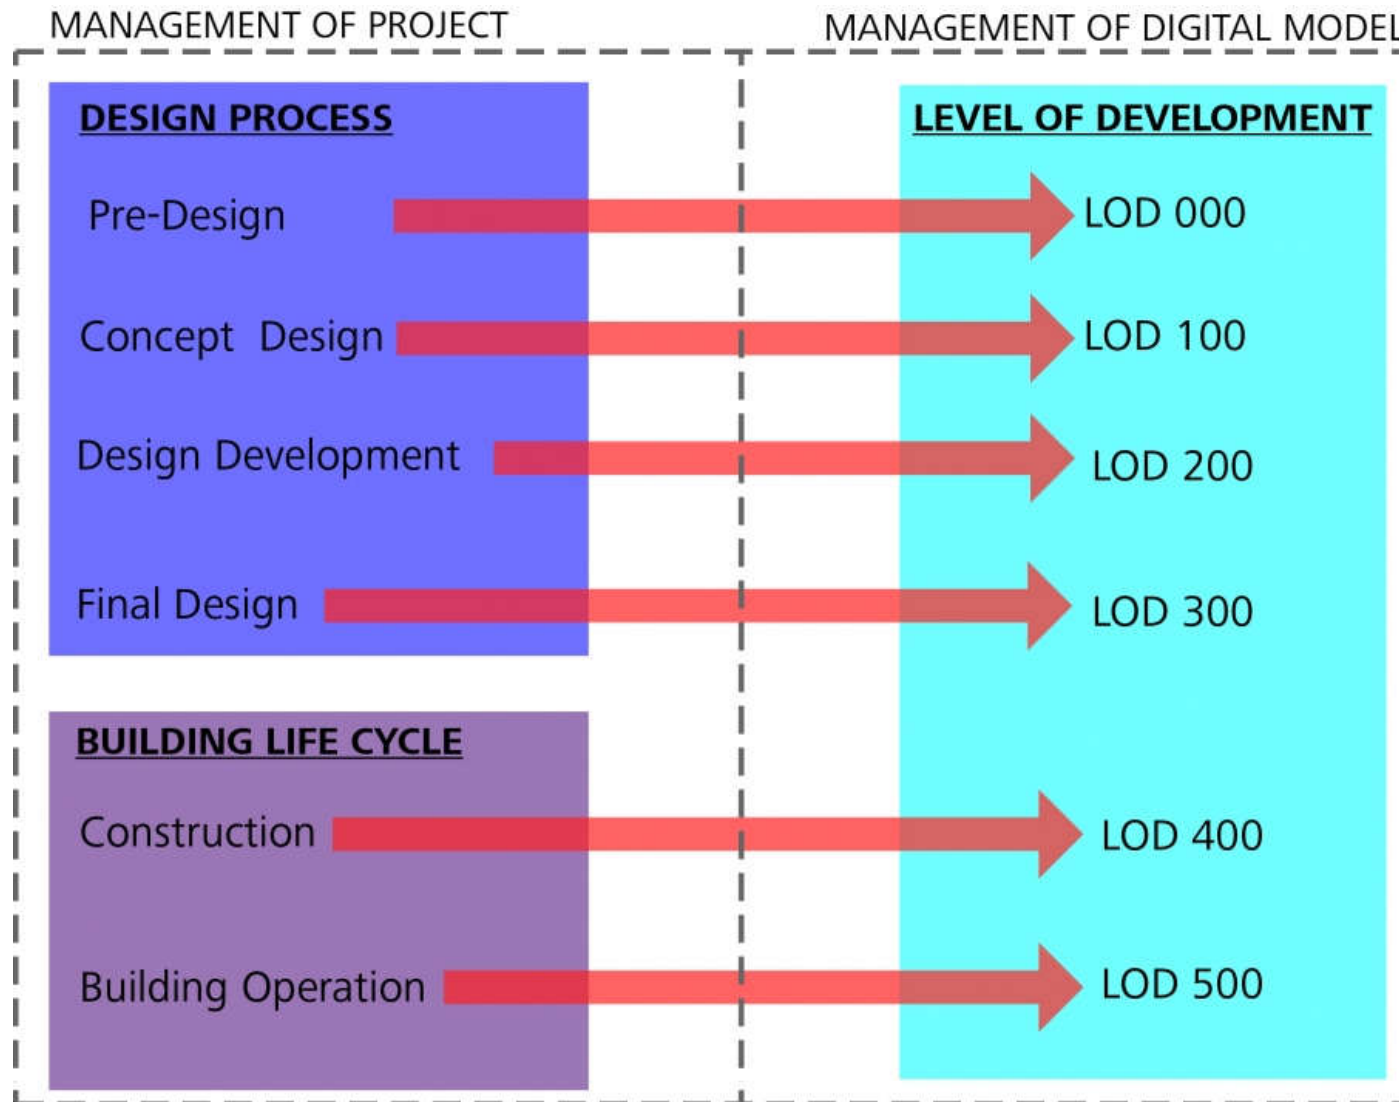 MANAGEMENT OF PROJECT
MANAGEMENT OF DIGITAL MODEL
DESIGN PROCESS
Pre-Design
Concept Design
Design Development
Final Design
BUILDING LIFE CYCLE
Construction
Building Operation
LEVEL OF DEVELOPMENT
LOD 000
LOD 100
LOD 200
LOD 300
LOD 400
LOD 500